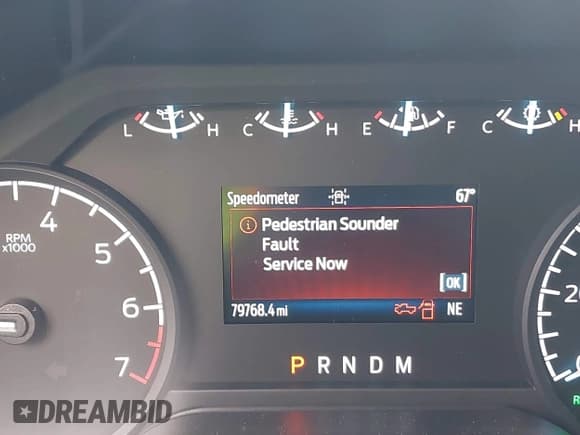 L H C H E F C H
Speedometer 67°
Pedestrian Sounder
Fault
Service Now
[OK]
79768.4 mi NE
P R N D M
4
5
6
7
RPM
x1000
DREAMBID